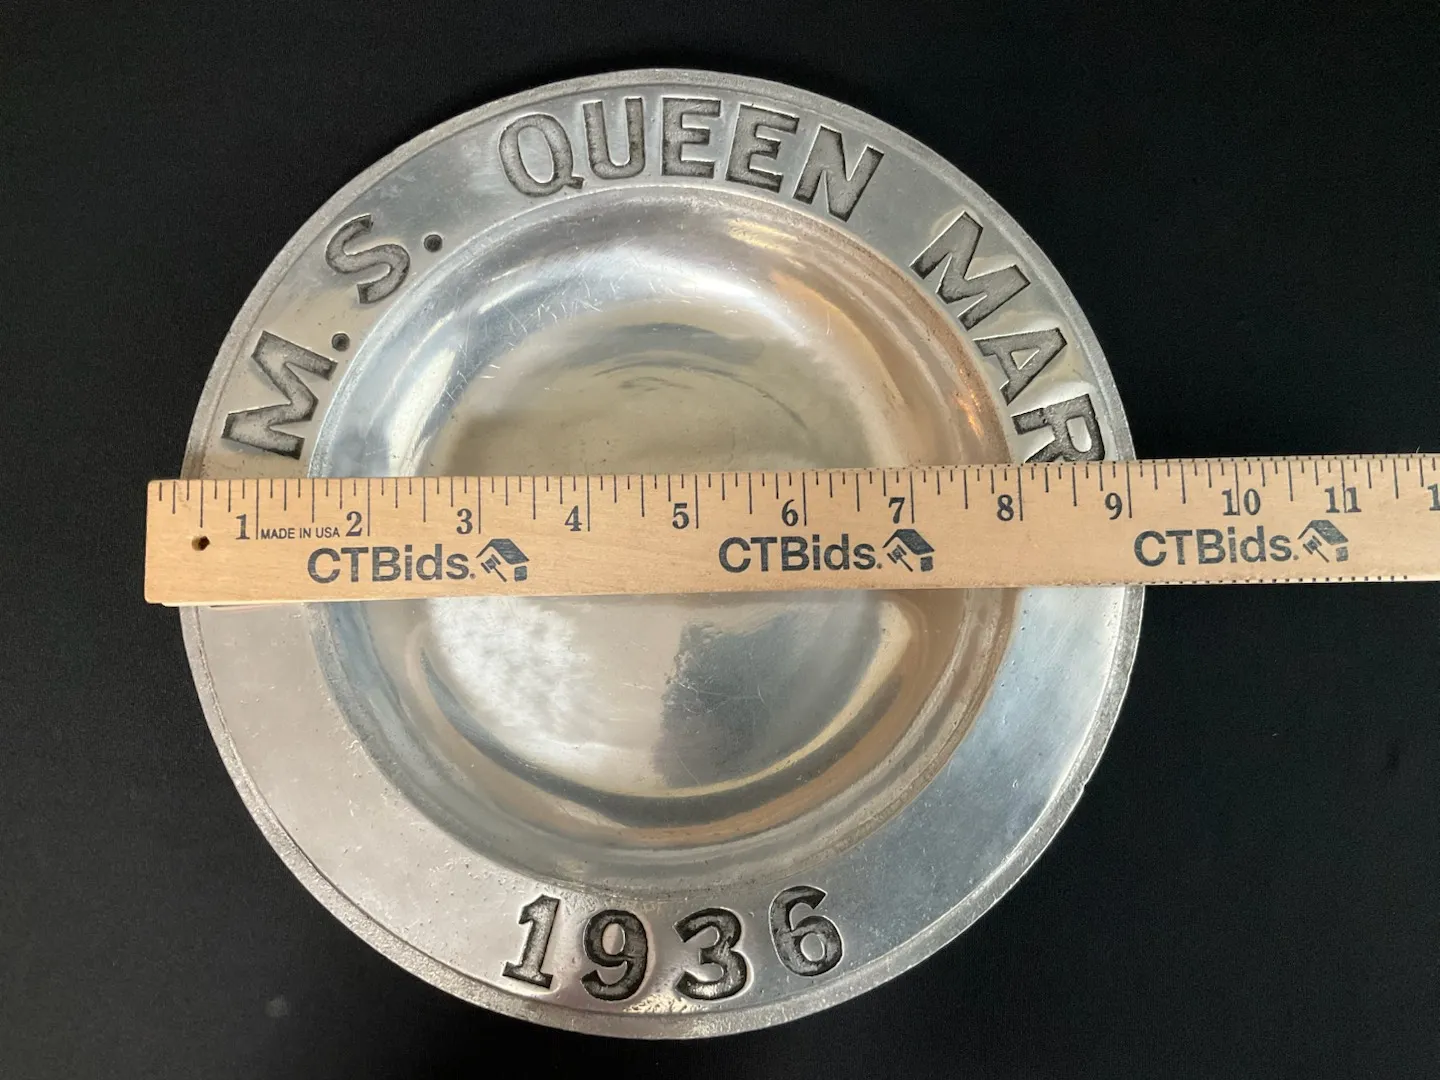 M.S. QUEEN MAR
1 2 3 4 5 6 7 8 9 10 11 1
MADE IN USA
CTBids. CTBids. CTBids.
1936